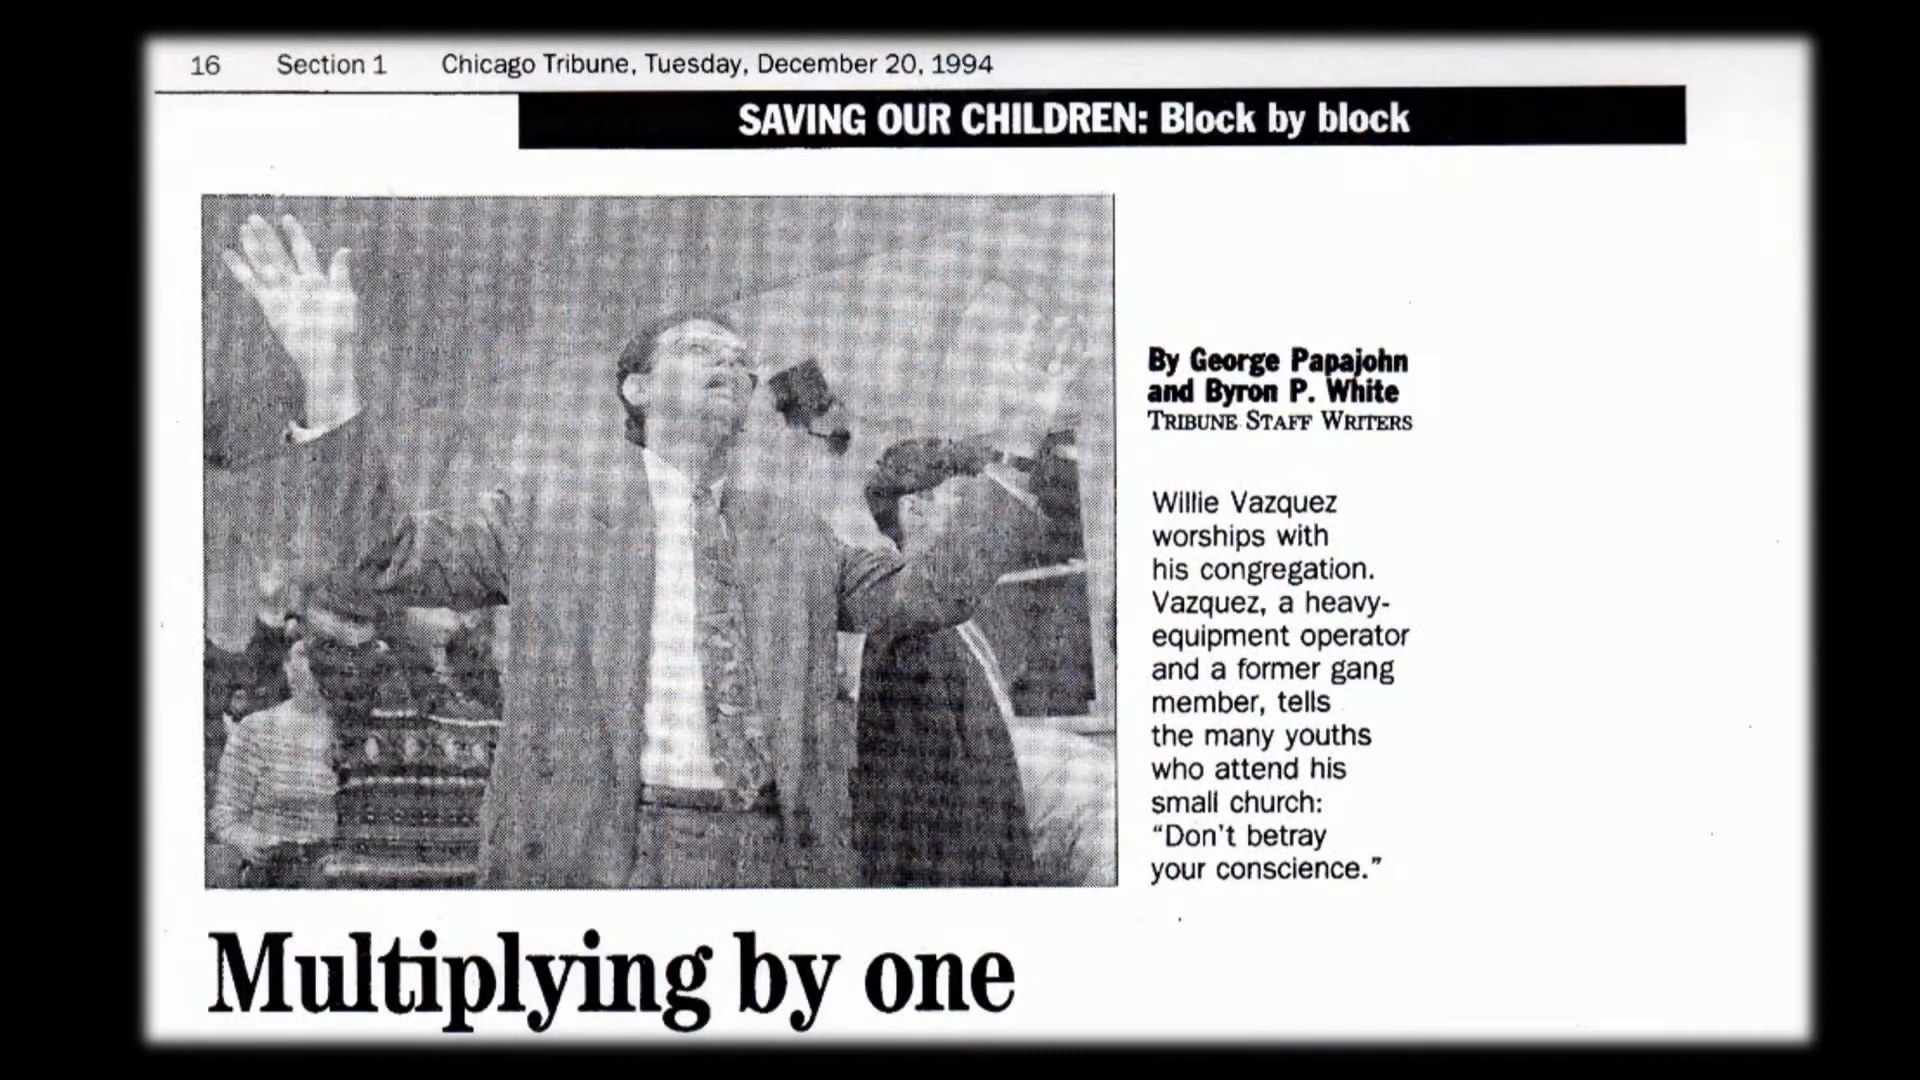 16 Section 1 Chicago Tribune, Tuesday, December 20, 1994
SAVING OUR CHILDREN: Block by block
By George Papajohn
and Byron P. White
TRIBUNE STAFF WRITERS
Willie Vazquez
worships with
his congregation.
Vazquez, a heavy-
equipment operator
and a former gang
member, tells
the many youths
who attend his
small church:
“Don't betray
your conscience.”
Multiplying by one